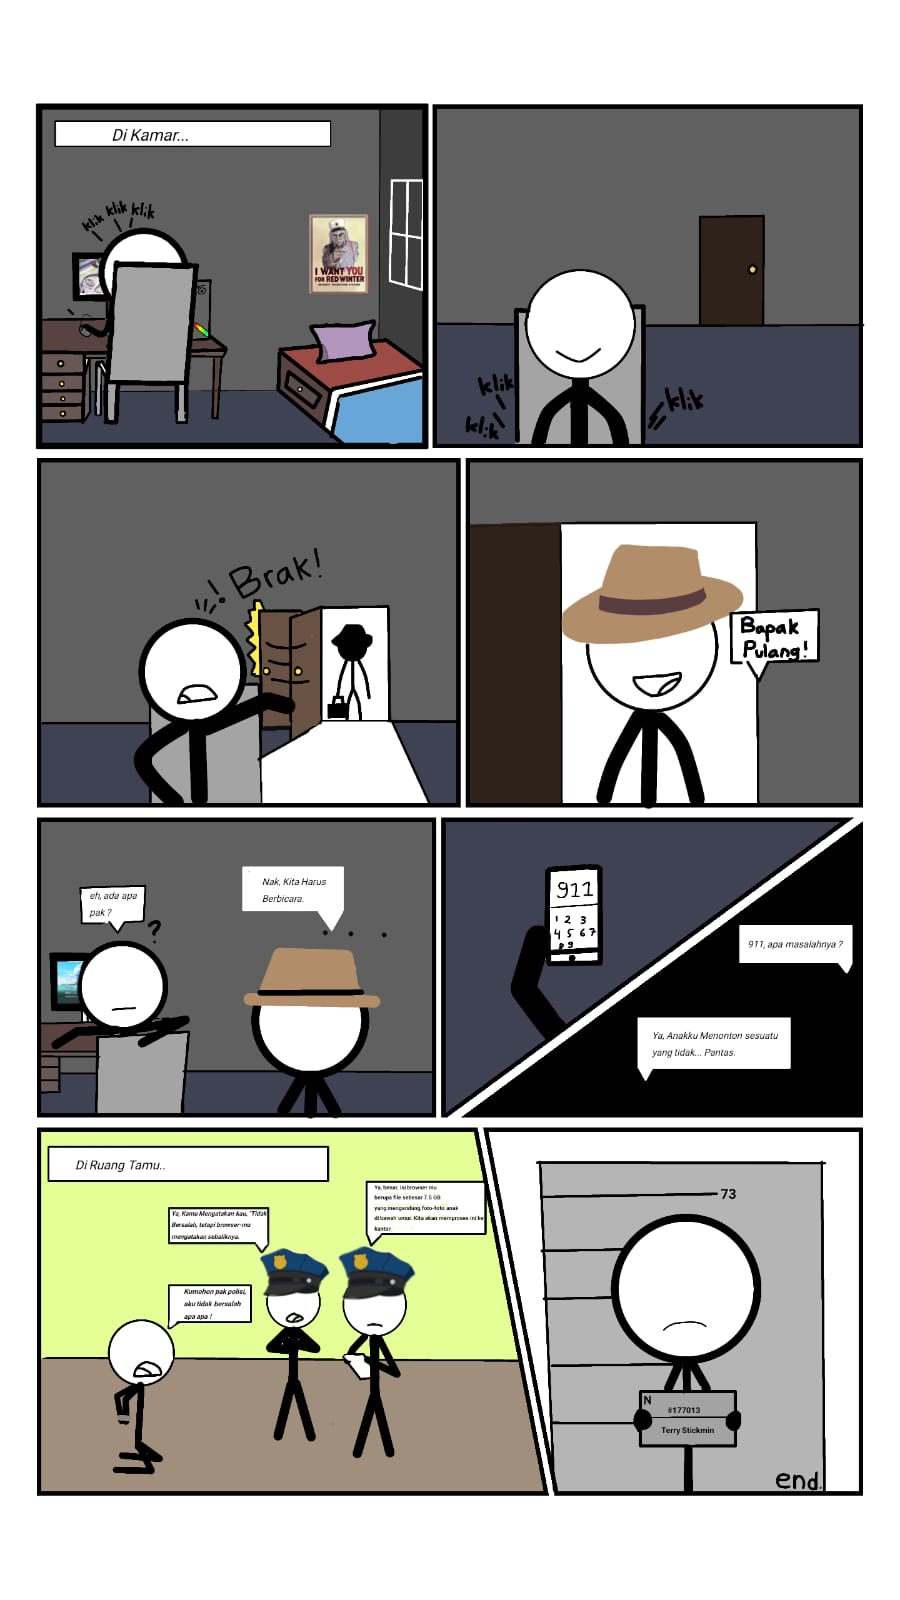 Di Kamar...
klik klik klik
I WANT YOU
FOR RED WINTER
klik
klik
klik
Brak!
Bapak
Pulang!
eh, ada apa
pak ?
?
Nak, Kita Harus
Berbicara.
. . .
911
1 2 3
4 5 6 7
8 9
911, apa masalahnya ?
Ya, Anakku Menonton sesuatu
yang tidak... Pantas.
Di Ruang Tamu..
Ya, Kamu Mengatakan kau, "Tidak
Bersalah, tetapi browser-mu
mengatakan sebaliknya.
Ya, benar, isi browser mu
berupa file sebesar 7.5 GB
yang mengandung foto-foto anak
dibawah umur. Kita akan memproses ini ke
kantor.
Kumohon pak polisi,
aku tidak bersalah
apa apa !
73
N
#177013
Terry Stickmin
end.